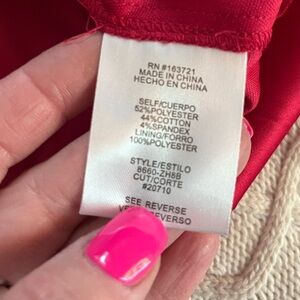 RN #163721
MADE IN CHINA
HECHO EN CHINA
SELF/CUERPO
52%POLYESTER
44%COTTON
4%SPANDEX
LINING/FORRO
100%POLYESTER
STYLE/ESTILO
8660-ZH8B
CUT/CORTE
#20710
SEE REVERSE
REVERSO